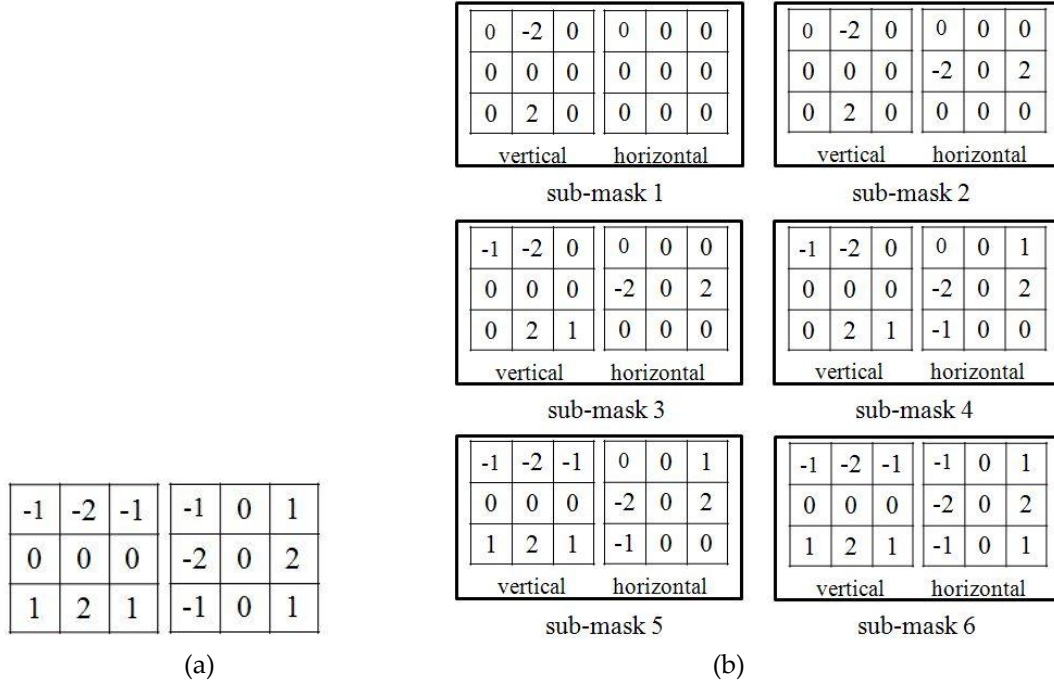 0 -2 0 0 0 0
0 0 0 0 0 0
0 2 0 0 0 0
vertical horizontal
sub-mask 1
0 -2 0 0 0 0
0 0 0 -2 0 2
0 2 0 0 0 0
vertical horizontal
sub-mask 2
-1 -2 0 0 0 0
0 0 0 -2 0 2
0 2 1 0 0 0
vertical horizontal
sub-mask 3
-1 -2 0 0 0 1
0 0 0 -2 0 2
0 2 1 -1 0 0
vertical horizontal
sub-mask 4
-1 -2 -1 0 0 1
0 0 0 -2 0 2
1 2 1 -1 0 0
vertical horizontal
sub-mask 5
-1 -2 -1 -1 0 1
0 0 0 -2 0 2
1 2 1 -1 0 1
vertical horizontal
sub-mask 6
-1 -2 -1 -1 0 1
0 0 0 -2 0 2
1 2 1 -1 0 1
(a)
(b)